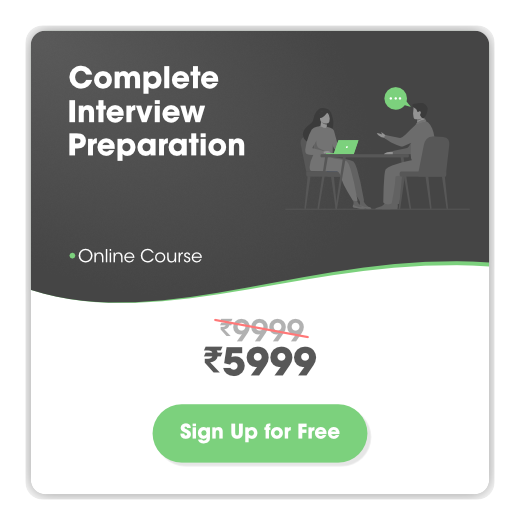 Complete
Interview
Preparation
•Online Course
₹9999
₹5999
Sign Up for Free